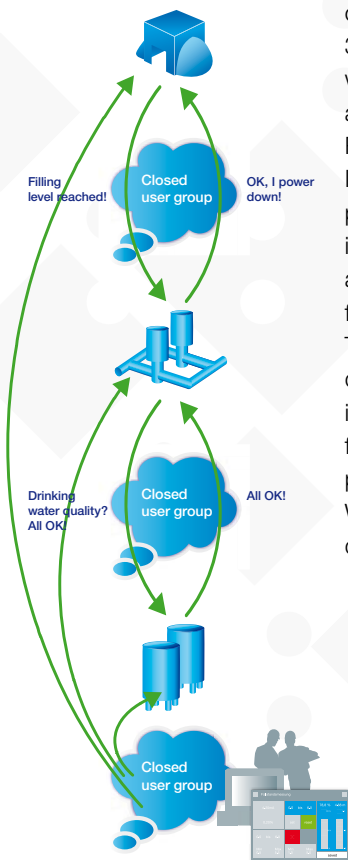 Filling
level reached!
Closed
user group
OK, I power
down!
Drinking
water quality?
All OK!
Closed
user group
All OK!
Closed
user group